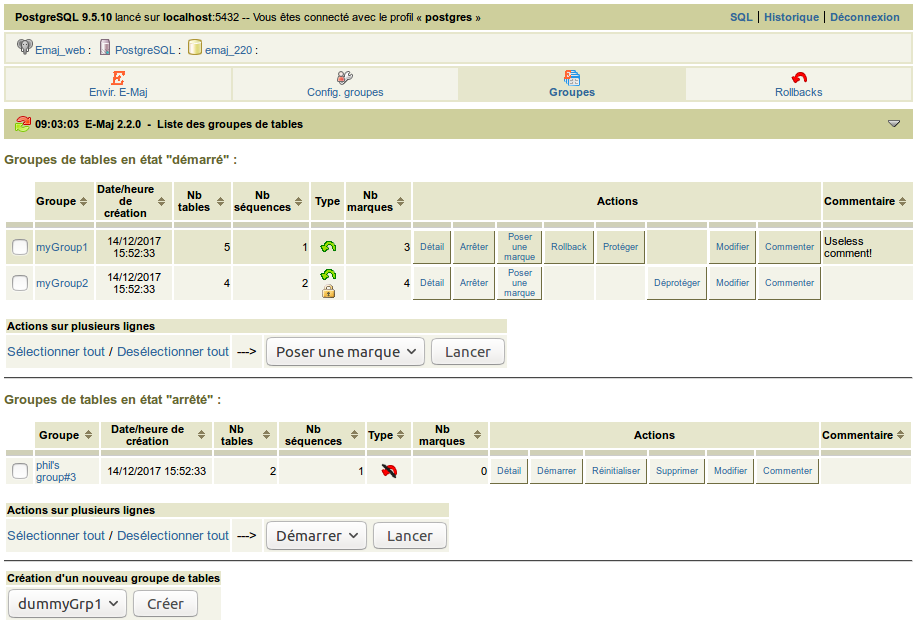 PostgreSQL 9.5.10 lancé sur localhost:5432 -- Vous êtes connecté avec le profil « postgres »
SQL | Historique | Déconnexion
Emaj_web : PostgreSQL : emaj_220 :
Envir. E-Maj
Config. groupes
Groupes
Rollbacks
09:03:03 E-Maj 2.2.0 - Liste des groupes de tables
Groupes de tables en état "démarré" :
Groupe Date/heure de création Nb tables Nb séquences Type Nb marques Actions Commentaire
myGroup1 14/12/2017 15:52:33 5 1 3 Détail Arrêter Poser une marque Rollback Protéger Modifier Commenter Useless comment!
myGroup2 14/12/2017 15:52:33 4 2 4 Détail Arrêter Poser une marque Déprotéger Modifier Commenter
Actions sur plusieurs lignes
Sélectionner tout / Desélectionner tout ---> Poser une marque Lancer
Groupes de tables en état "arrêté" :
Groupe Date/heure de création Nb tables Nb séquences Type Nb marques Actions Commentaire
phil's group#3 14/12/2017 15:52:33 2 1 0 Détail Démarrer Réinitialiser Supprimer Modifier Commenter
Actions sur plusieurs lignes
Sélectionner tout / Desélectionner tout ---> Démarrer Lancer
Création d'un nouveau groupe de tables
dummyGrp1 Créer